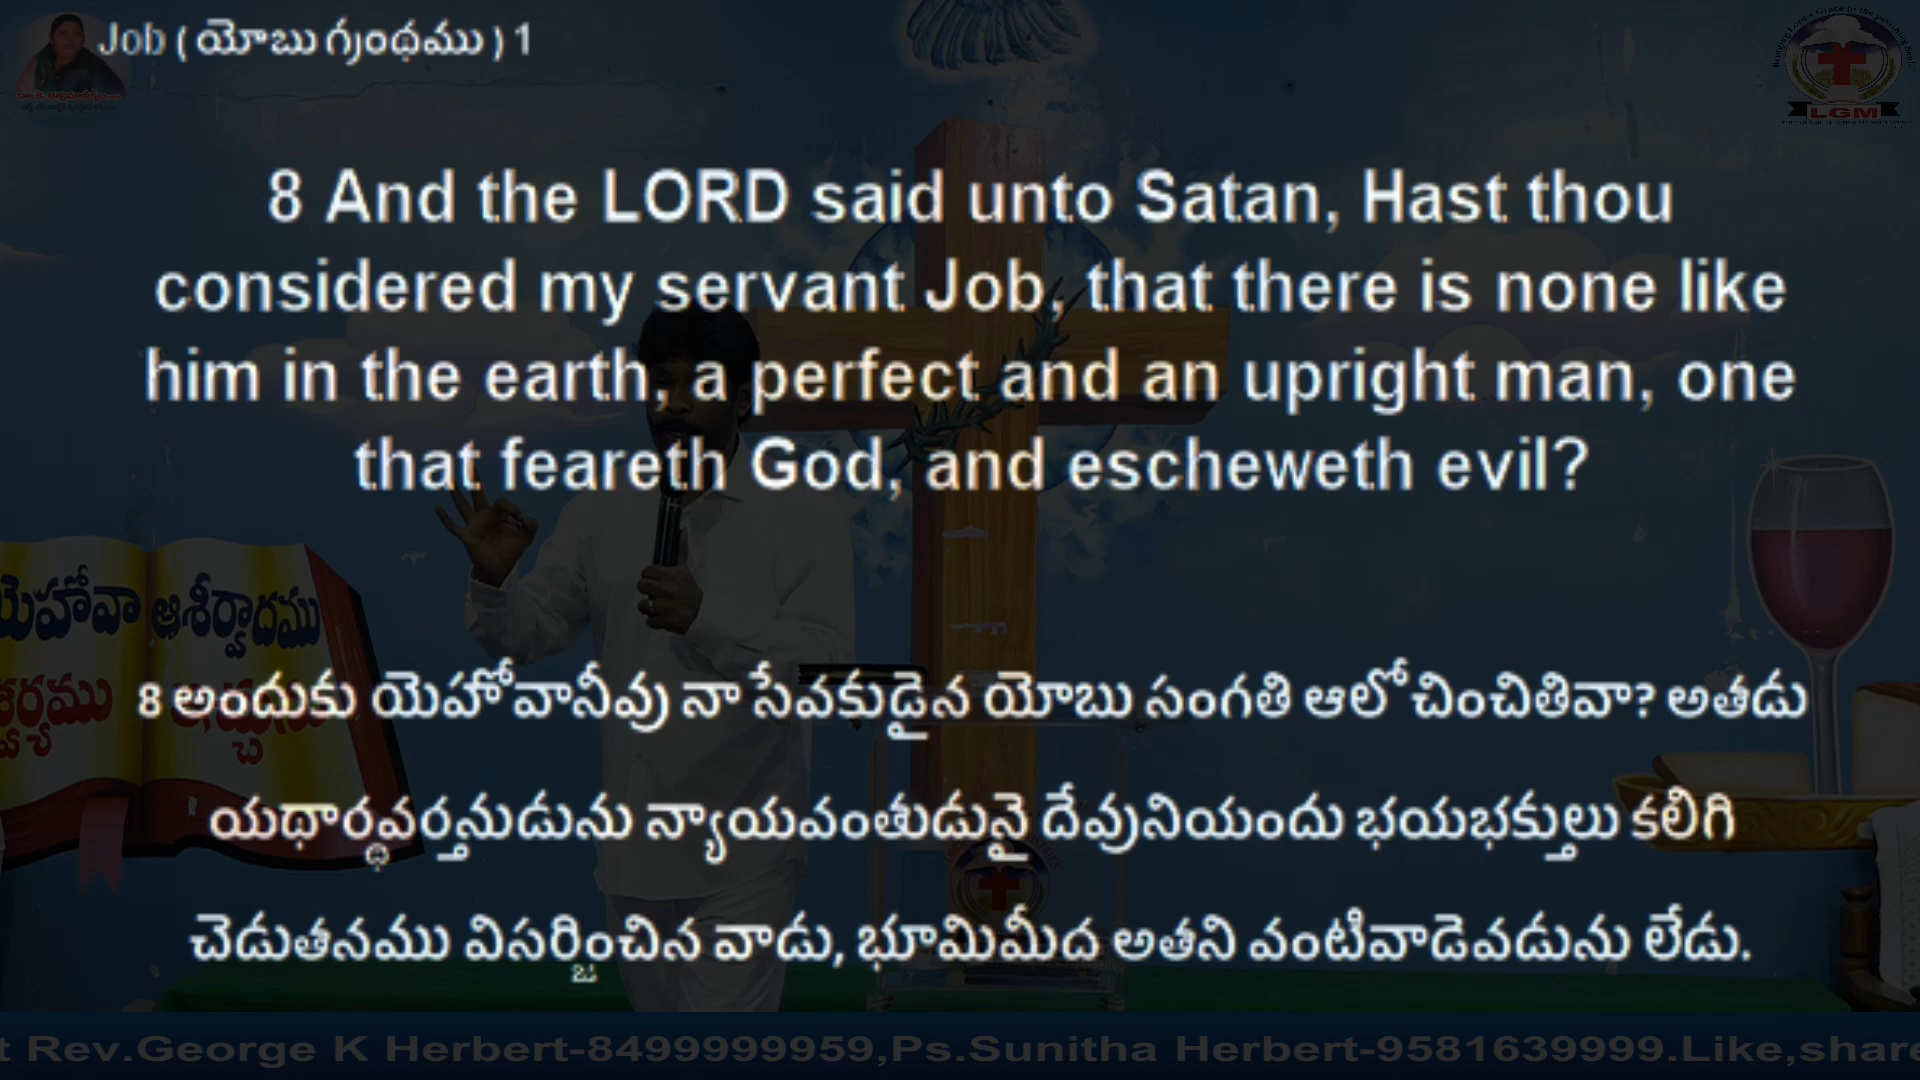 Job ( యోబు గ్రంథము ) 1
LGM
8 And the LORD said unto Satan, Hast thou
considered my servant Job, that there is none like
him in the earth, a perfect and an upright man, one
that feareth God, and escheweth evil?
యెహోవా ఆశీర్వాదము
8 అందుకు యెహోవానీవు నా సేవకుడైన యోబు సంగతి ఆలోచించితివా? అతడు
యథార్థవర్తనుడును న్యాయవంతుడునై దేవునియందు భయభక్తులు కలిగి
చెడుతనము విసర్జించిన వాడు, భూమిమీద అతని వంటివాడెవడును లేడు.
t Rev.George K Herbert-8499999959,Ps.Sunitha Herbert-9581639999.Like,share